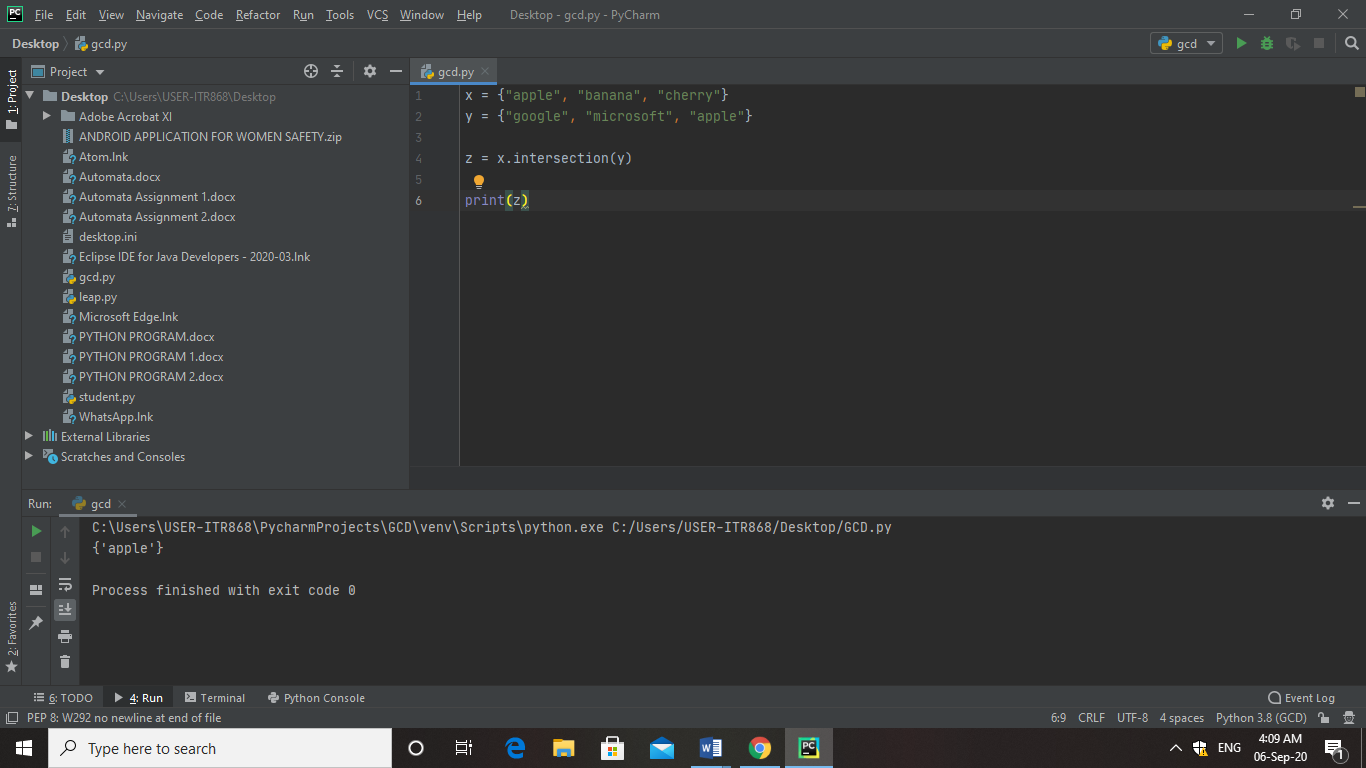 File Edit View Navigate Code Refactor Run Tools VCS Window Help Desktop - gcd.py - PyCharm
Desktop gcd.py gcd
1: Project
Project
gcd.py
Desktop C:\Users\USER-ITR868\Desktop
Adobe Acrobat XI
ANDROID APPLICATION FOR WOMEN SAFETY.zip
Atom.lnk
Automata.docx
Automata Assignment 1.docx
Automata Assignment 2.docx
desktop.ini
Eclipse IDE for Java Developers - 2020-03.lnk
gcd.py
leap.py
Microsoft Edge.lnk
PYTHON PROGRAM.docx
PYTHON PROGRAM 1.docx
PYTHON PROGRAM 2.docx
student.py
WhatsApp.lnk
External Libraries
Scratches and Consoles
7: Structure
1 x = {"apple", "banana", "cherry"}
2 y = {"google", "microsoft", "apple"}
3
4 z = x.intersection(y)
5
6 print(z)
Run: gcd
C:\Users\USER-ITR868\PycharmProjects\GCD\venv\Scripts\python.exe C:/Users/USER-ITR868/Desktop/GCD.py
{'apple'}
Process finished with exit code 0
2: Favorites
6: TODO 4: Run Terminal Python Console Event Log
PEP 8: W292 no newline at end of file 6:9 CRLF UTF-8 4 spaces Python 3.8 (GCD)
Type here to search
ENG
4:09 AM
06-Sep-20
1